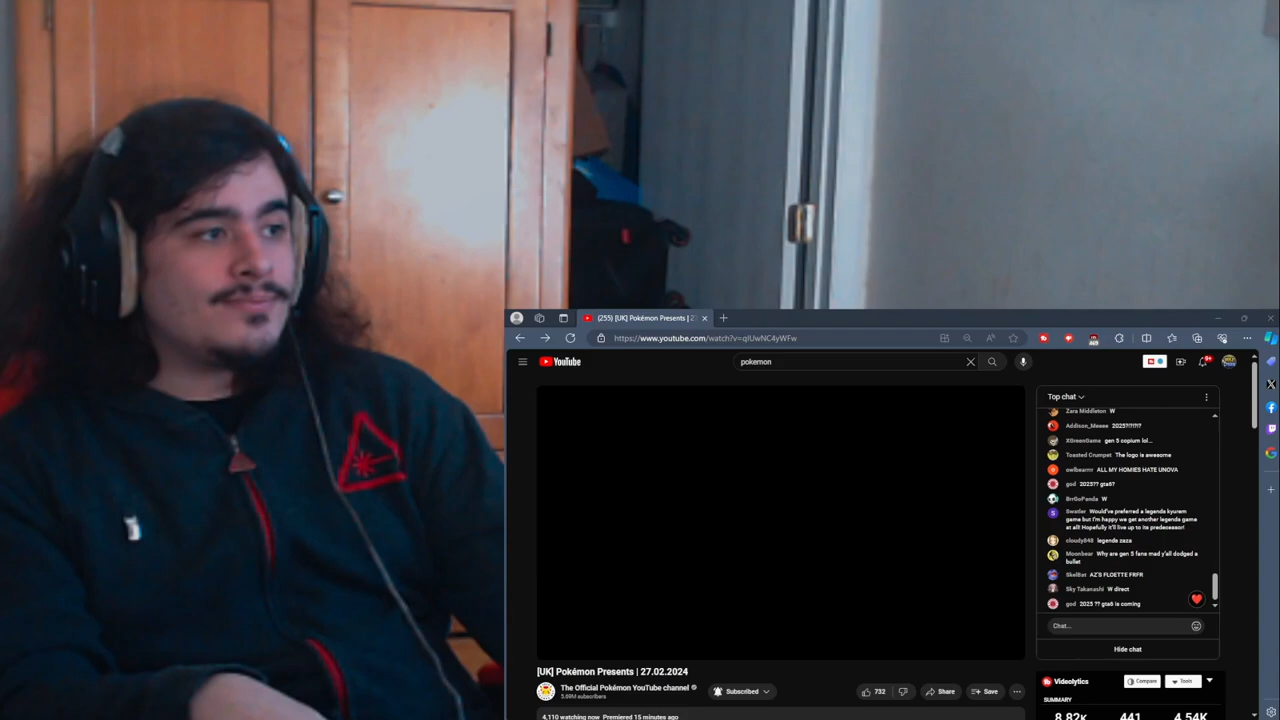 (255) [UK] Pokémon Presents | 2
https://www.youtube.com/watch?v=qIUwNC4yWFw
YouTube
pokemon
9+
Top chat
Zara Middleton W
Addison_Meeee 2025?!?!?!?
XGreenGama gen 5 copium lol...
Toasted Crumpet The logo is awesome
owlbearrr ALL MY HOMIES HATE UNOVA
god 2025?? gta6?
BrrGoPanda W
Swatler Would've preferred a legends kyurem
game but I'm happy we get another legends game
at all! Hopefully it'll live up to its predecessor!
cloudy848 legends zaza
Moonbear Why are gen 5 fans mad y'all dodged a
bullet
SkelBat AZ'S FLOETTE FRFR
Sky Takanashi W direct
god 2025 ?? gta6 is coming
Chat...
Hide chat
[UK] Pokémon Presents | 27.02.2024
The Official Pokémon YouTube channel
5.69M subscribers
Subscribed
732
Share
Save
4,110 watching now Premiered 15 minutes ago
Videolytics
Compare
Tools
SUMMARY
8.82K 441 4.54K